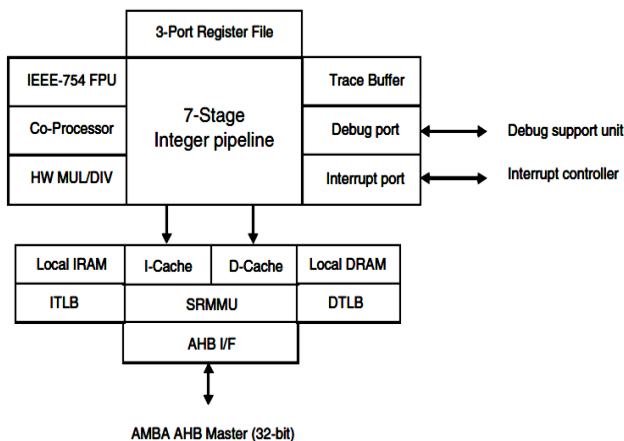 3-Port Register File
IEEE-754 FPU
7-Stage
Integer pipeline
Trace Buffer
Co-Processor
Debug port
Debug support unit
HW MUL/DIV
Interrupt port
Interrupt controller
Local IRAM
I-Cache
D-Cache
Local DRAM
ITLB
SRMMU
DTLB
AHB I/F
AMBA AHB Master (32-bit)